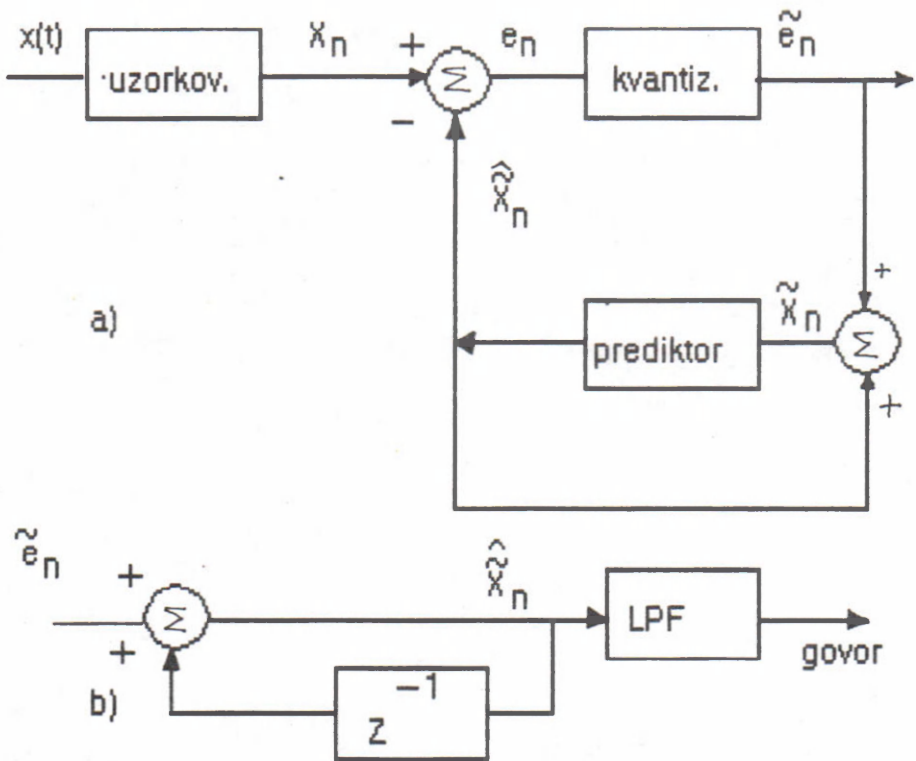 x(t)
uzorkov.
x_n
+
−
Σ
e_n
kvantiz.
ẽ_n
x̃̂_n
a)
prediktor
x̃_n
+
Σ
+
ẽ_n
+
+
Σ
x̃̂_n
LPF
govor
b)
z^−1